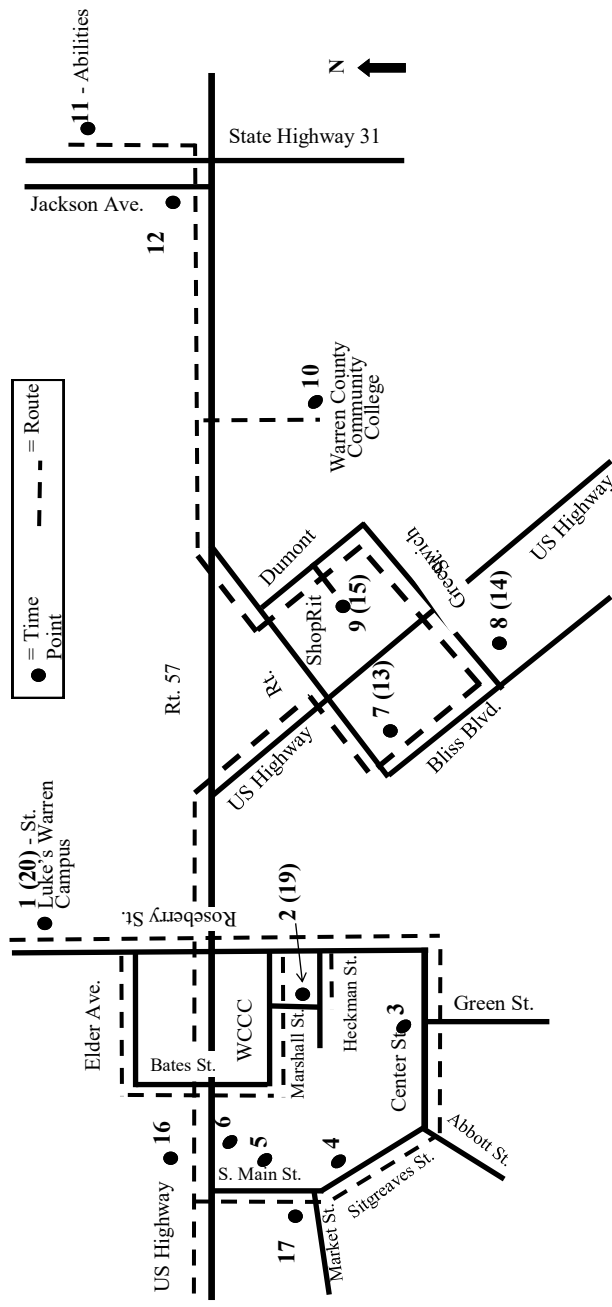 = Time
Point
= Route
N
11 - Abilities
State Highway 31
Jackson Ave.
12
10
Warren County
Community
College
Rt. 57
Rt.
Dumont
ShopRit
9 (15)
Greenwich
St.
US Highway
8 (14)
7 (13)
Bliss Blvd.
US Highway
1 (20) - St.
Luke's Warren
Campus
Roseberry St.
2 (19)
Elder Ave.
Bates St.
WCCC
Marshall St.
Heckman St.
3
Center St.
Green St.
16
US Highway
6
5
S. Main St.
4
17
Market St.
Sitgreaves St.
Abbott St.